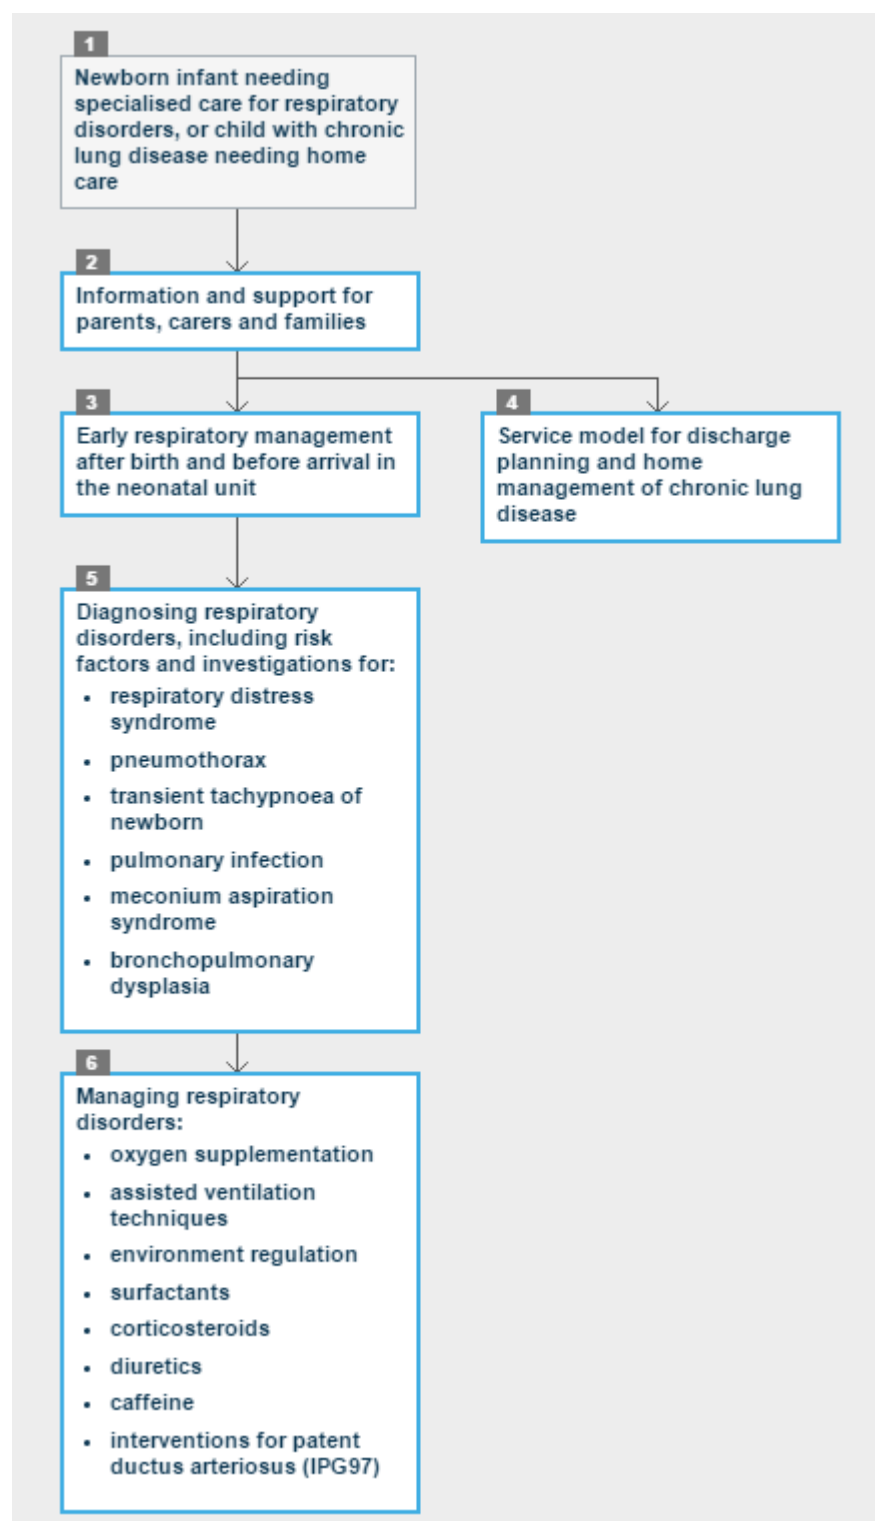 1
Newborn infant needing
specialised care for respiratory
disorders, or child with chronic
lung disease needing home
care
2
Information and support for
parents, carers and families
3
Early respiratory management
after birth and before arrival in
the neonatal unit
4
Service model for discharge
planning and home
management of chronic lung
disease
5
Diagnosing respiratory
disorders, including risk
factors and investigations for:
• respiratory distress
syndrome
• pneumothorax
• transient tachypnoea of
newborn
• pulmonary infection
• meconium aspiration
syndrome
• bronchopulmonary
dysplasia
6
Managing respiratory
disorders:
• oxygen supplementation
• assisted ventilation
techniques
• environment regulation
• surfactants
• corticosteroids
• diuretics
• caffeine
• interventions for patent
ductus arteriosus (IPG97)